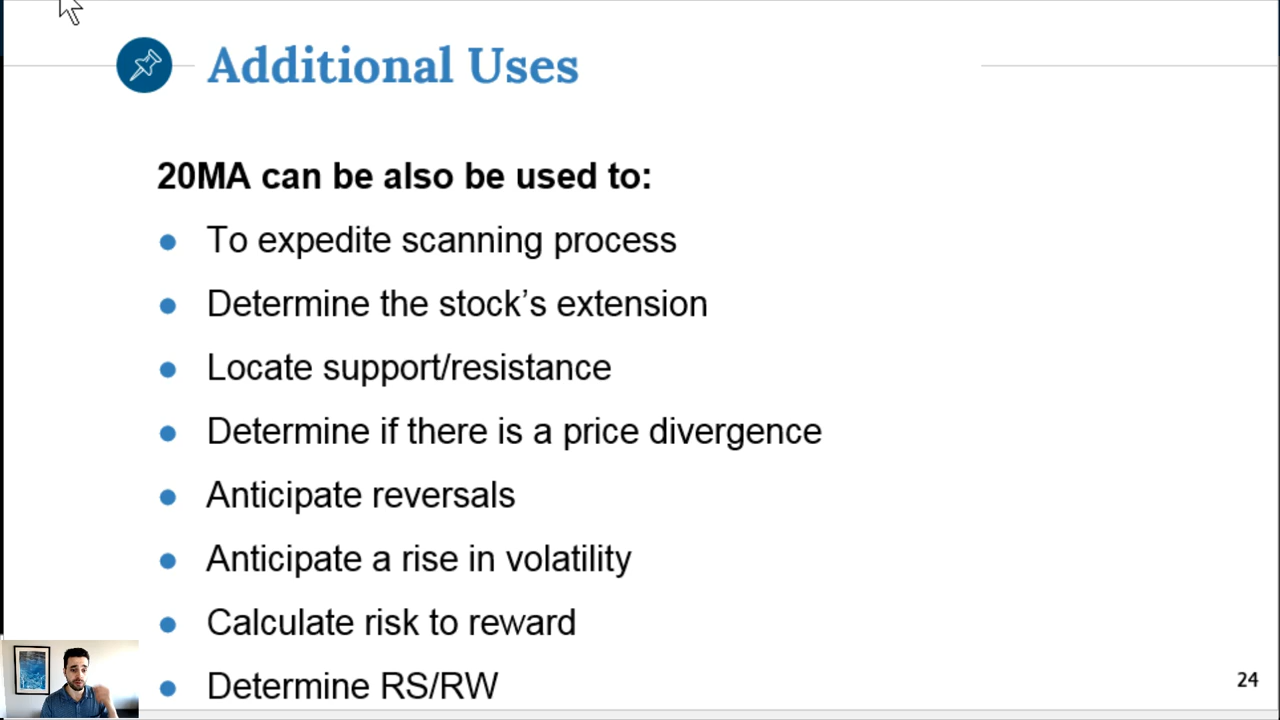 Additional Uses
20MA can be also be used to:
To expedite scanning process
Determine the stock’s extension
Locate support/resistance
Determine if there is a price divergence
Anticipate reversals
Anticipate a rise in volatility
Calculate risk to reward
Determine RS/RW
24